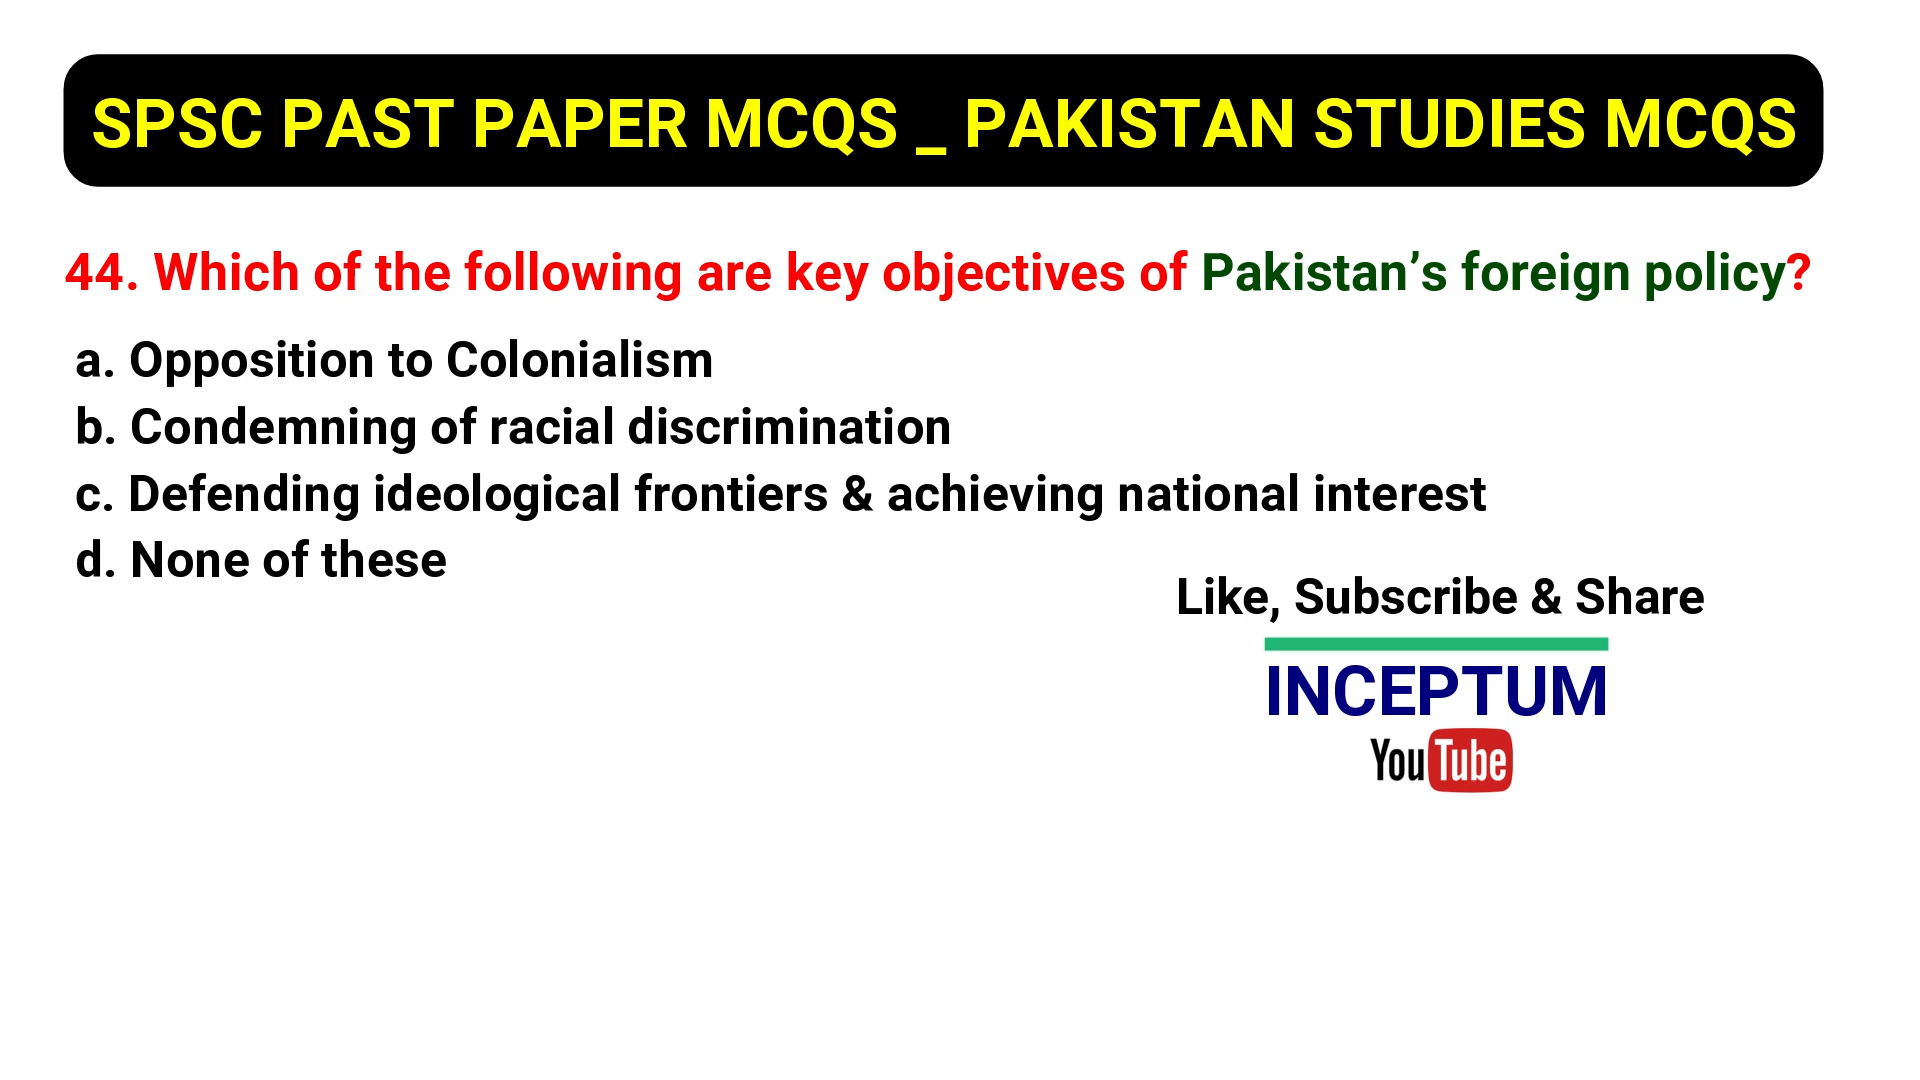 SPSC PAST PAPER MCQS _ PAKISTAN STUDIES MCQS
44. Which of the following are key objectives of Pakistan’s foreign policy?
a. Opposition to Colonialism
b. Condemning of racial discrimination
c. Defending ideological frontiers & achieving national interest
d. None of these
Like, Subscribe & Share
INCEPTUM
YouTube